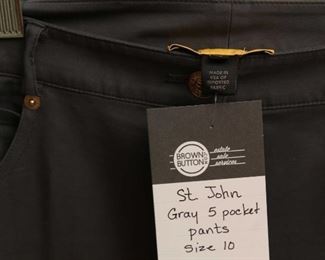 MADE IN
USA OF
IMPORTED
FABRIC
BROWN
BUTTON
estate
sale
services
St. John
Gray 5 pocket
pants
size 10